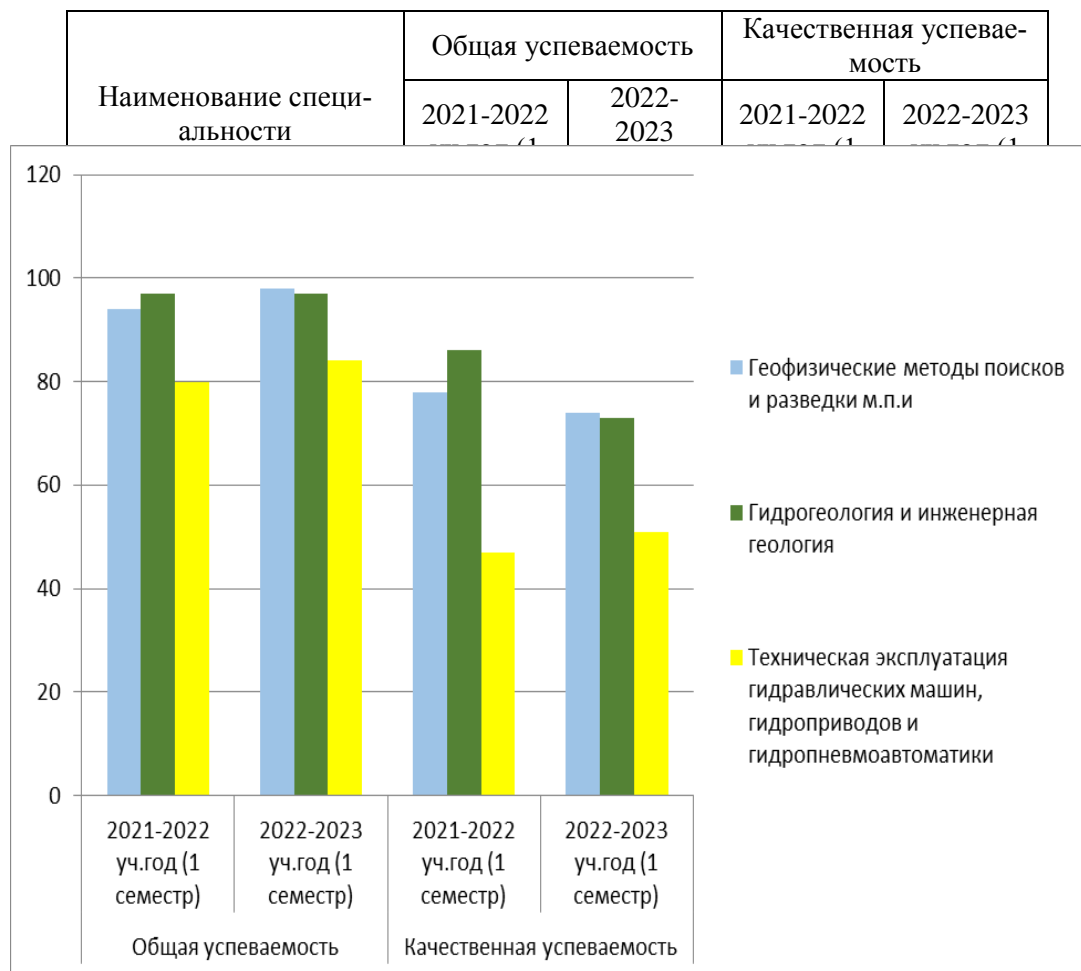 Общая успеваемость
Качественная успевае-
мость
Наименование специ-
альности
2021-2022
2022-
2023
2021-2022
2022-2023
120
100
80
60
40
20
0
2021-2022
уч.год (1
семестр)
2022-2023
уч.год (1
семестр)
2021-2022
уч.год (1
семестр)
2022-2023
уч.год (1
семестр)
Общая успеваемость
Качественная успеваемость
Геофизические методы поисков
и разведки м.п.и
Гидрогеология и инженерная
геология
Техническая эксплуатация
гидравлических машин,
гидроприводов и
гидропневмоавтоматики